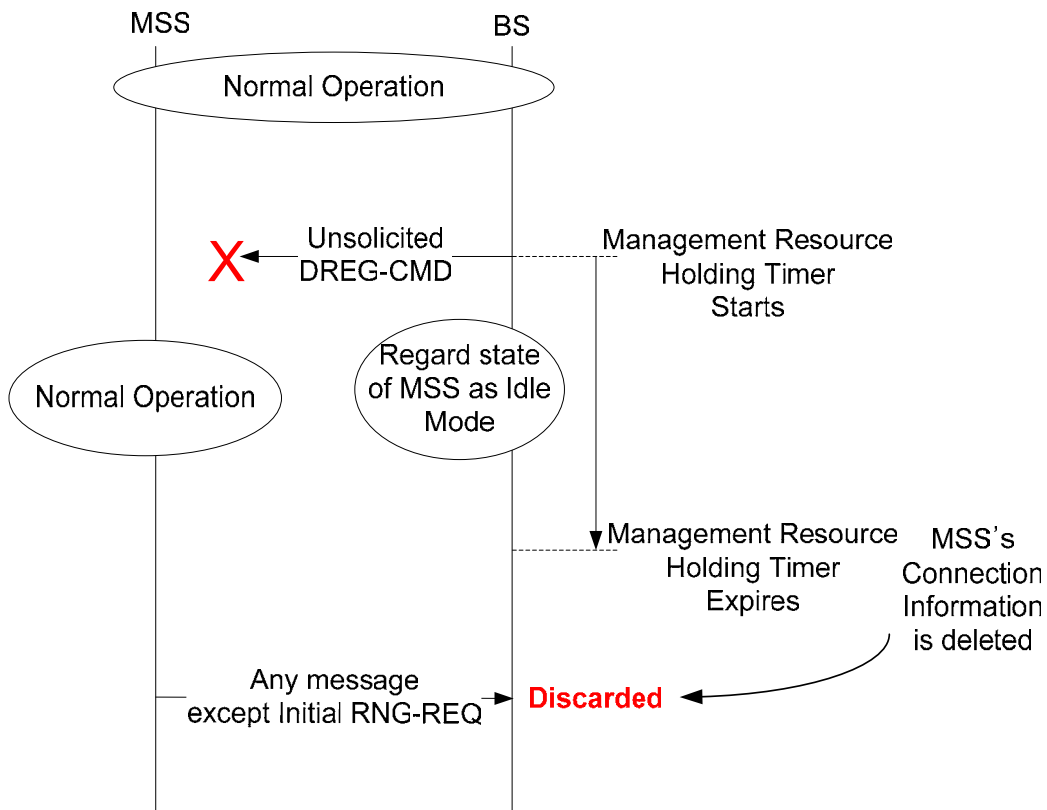 MSS
BS
Normal Operation
X
Unsolicited
DREG-CMD
Management Resource
Holding Timer
Starts
Normal Operation
Regard state
of MSS as Idle
Mode
Management Resource
Holding Timer
Expires
MSS's
Connection
Information
is deleted
Any message
except Initial RNG-REQ
Discarded